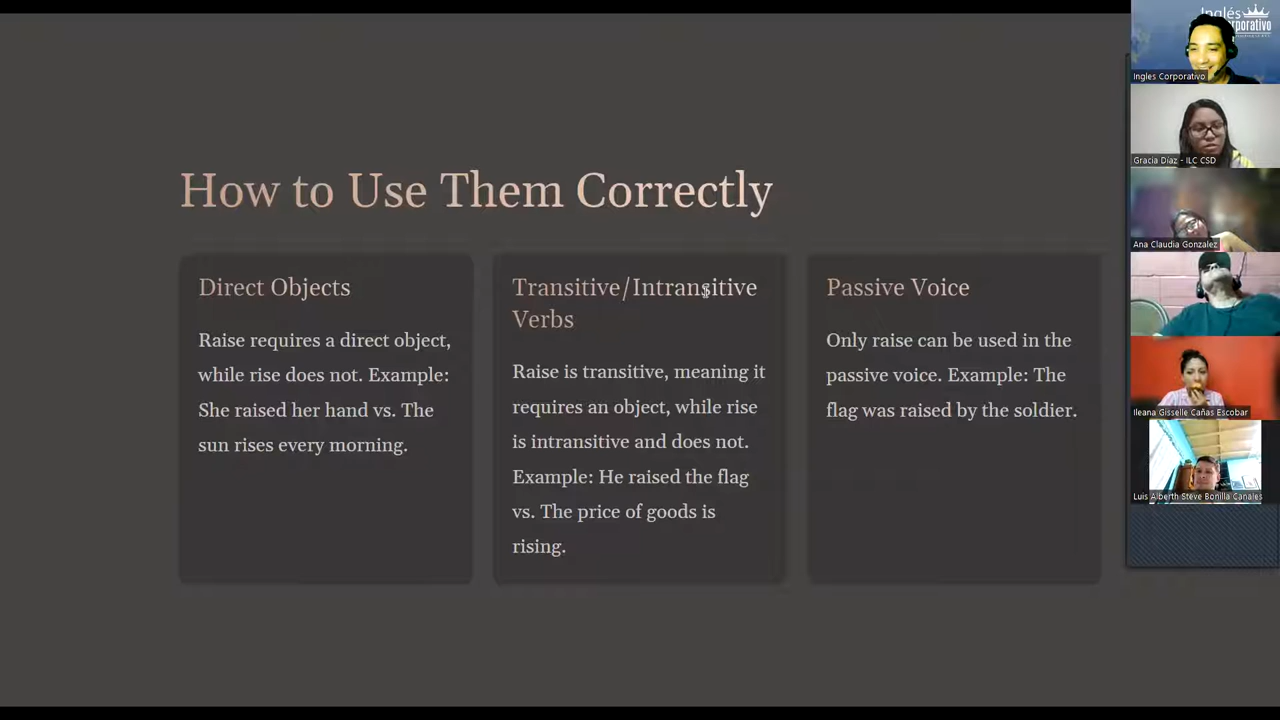 How to Use Them Correctly
Direct Objects
Raise requires a direct object,
while rise does not. Example:
She raised her hand vs. The
sun rises every morning.
Transitive/Intransitive
Verbs
Raise is transitive, meaning it
requires an object, while rise
is intransitive and does not.
Example: He raised the flag
vs. The price of goods is
rising.
Passive Voice
Only raise can be used in the
passive voice. Example: The
flag was raised by the soldier.
Inglés
Ingles Corporativo
Gracia Díaz - ILC CSD
Ana Claudia Gonzalez
Ileana Gisselle Cañas Escobar
Luis Alberth Steve Bonilla Canales